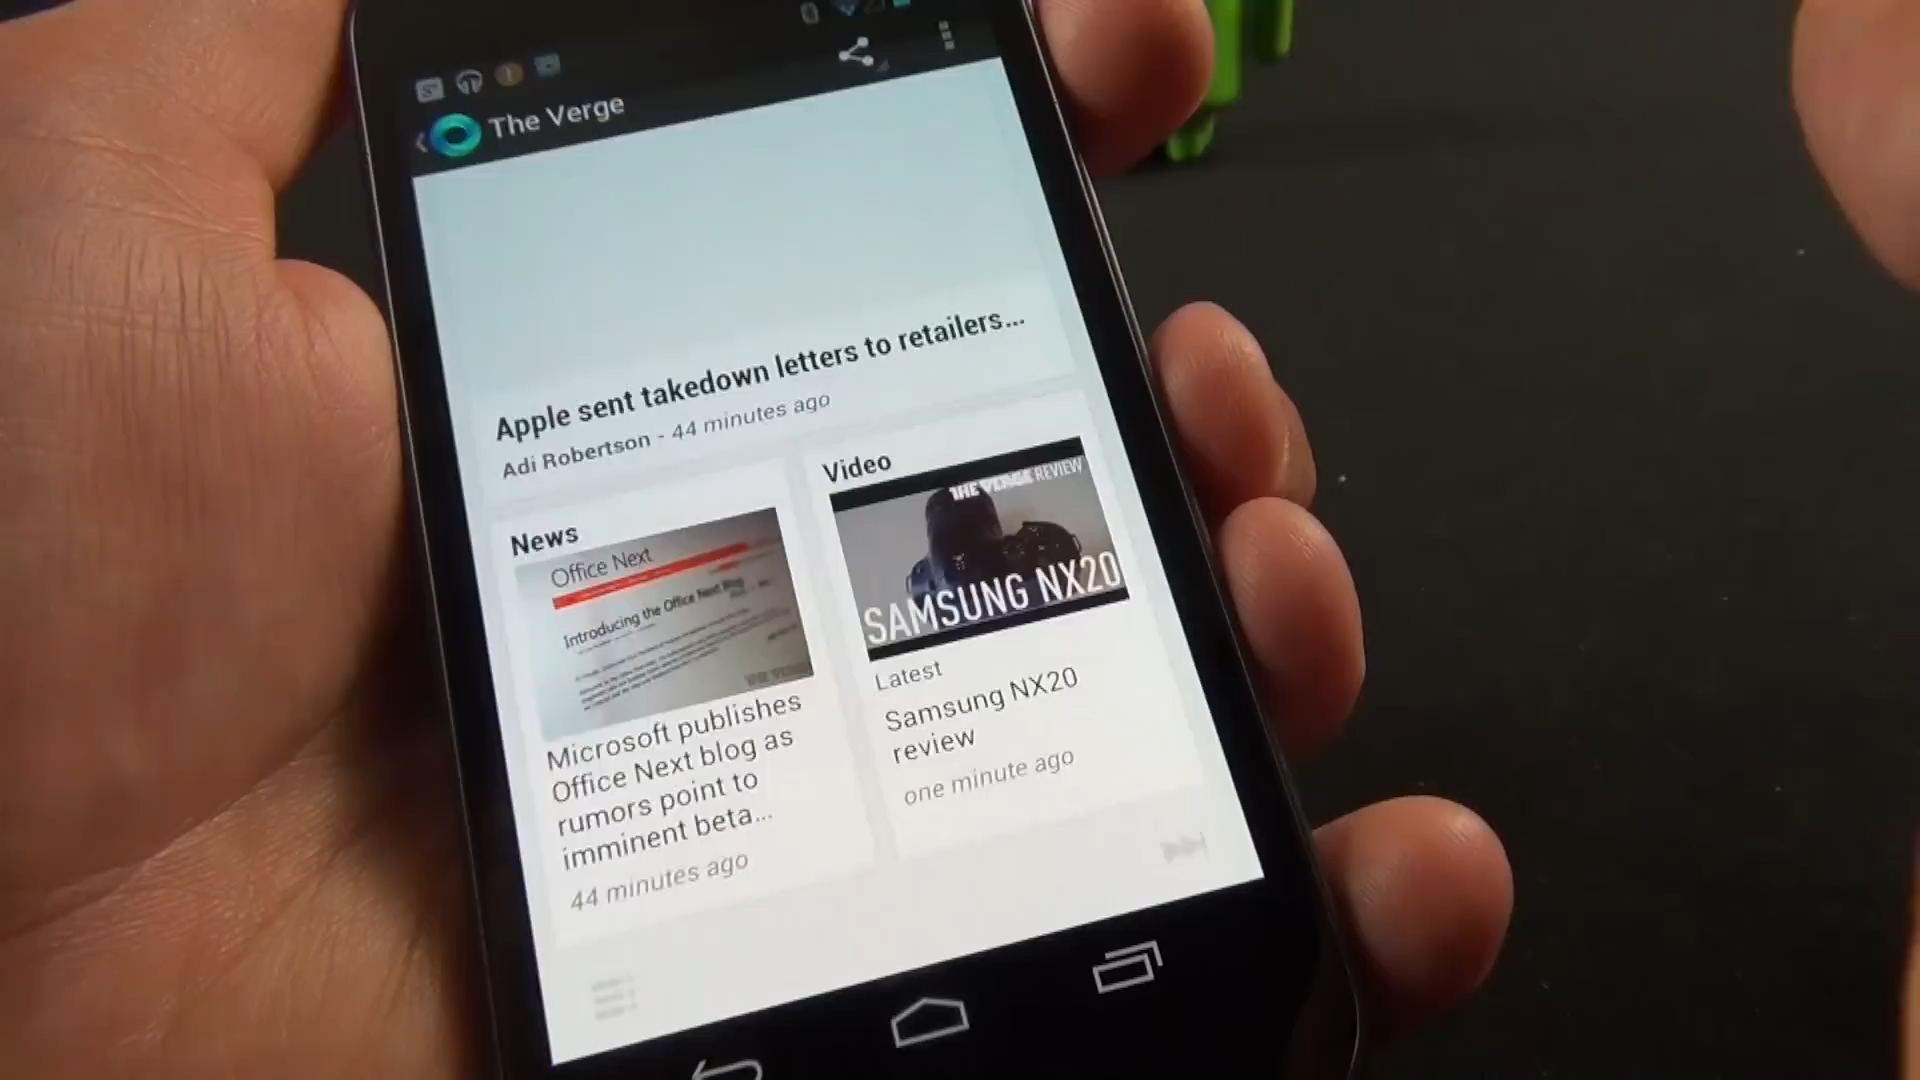 The Verge
Apple sent takedown letters to retailers...
Adi Robertson - 44 minutes ago
News
Office Next
Introducing the Office Next Blog
THE VERGE
Microsoft publishes
Office Next blog as
rumors point to
imminent beta...
44 minutes ago
Video
THE VERGE REVIEW
SAMSUNG NX20
Latest
Samsung NX20
review
one minute ago